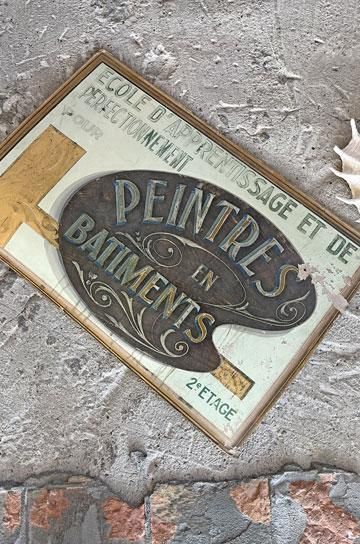 ECOLE D'APPRENTISSAGE ET DE
PERFECTIONNEMENT
POUR
PEINTRES
EN
BATIMENTS
2E ETAGE